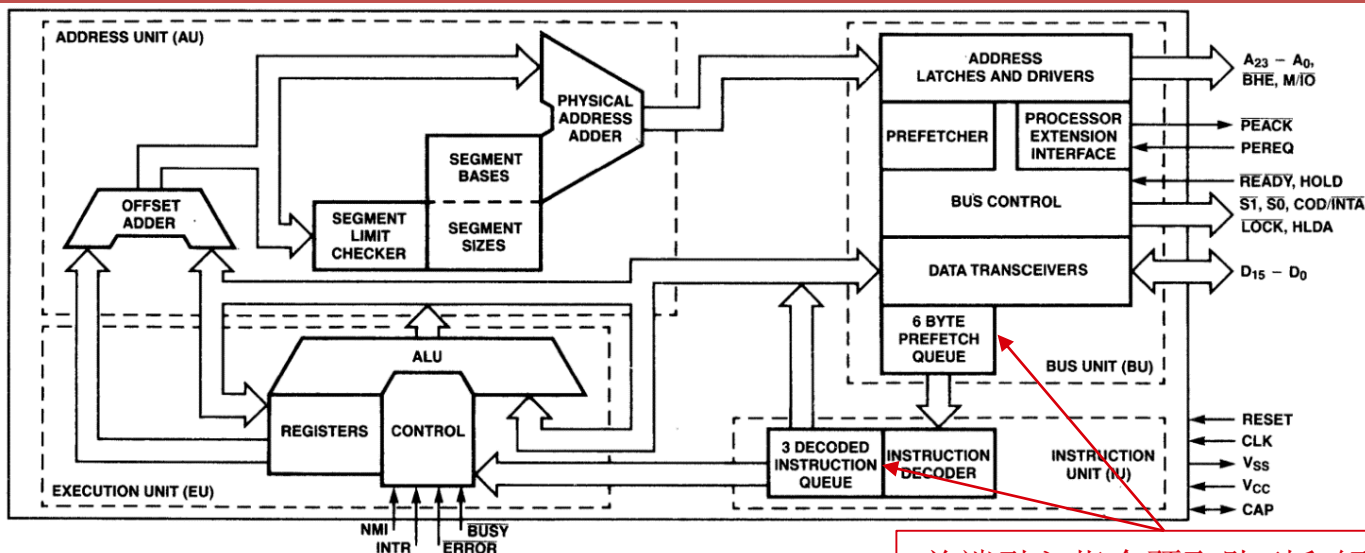 ADDRESS UNIT (AU)
PHYSICAL
ADDRESS
ADDER
OFFSET
ADDER
SEGMENT
LIMIT
CHECKER
SEGMENT
BASES
SEGMENT
SIZES
ADDRESS
LATCHES AND DRIVERS
PREFETCHER
PROCESSOR
EXTENSION
INTERFACE
BUS CONTROL
DATA TRANSCEIVERS
6 BYTE
PREFETCH
QUEUE
BUS UNIT (BU)
A23 – A0,
BHE, M/IO
PEACK
PEREQ
READY, HOLD
S1, S0, COD/INTA
LOCK, HLDA
D15 – D0
ALU
REGISTERS
CONTROL
EXECUTION UNIT (EU)
NMI
INTR
BUSY
ERROR
3 DECODED
INSTRUCTION
QUEUE
INSTRUCTION
DECODER
INSTRUCTION
UNIT (IU)
RESET
CLK
VSS
VCC
CAP